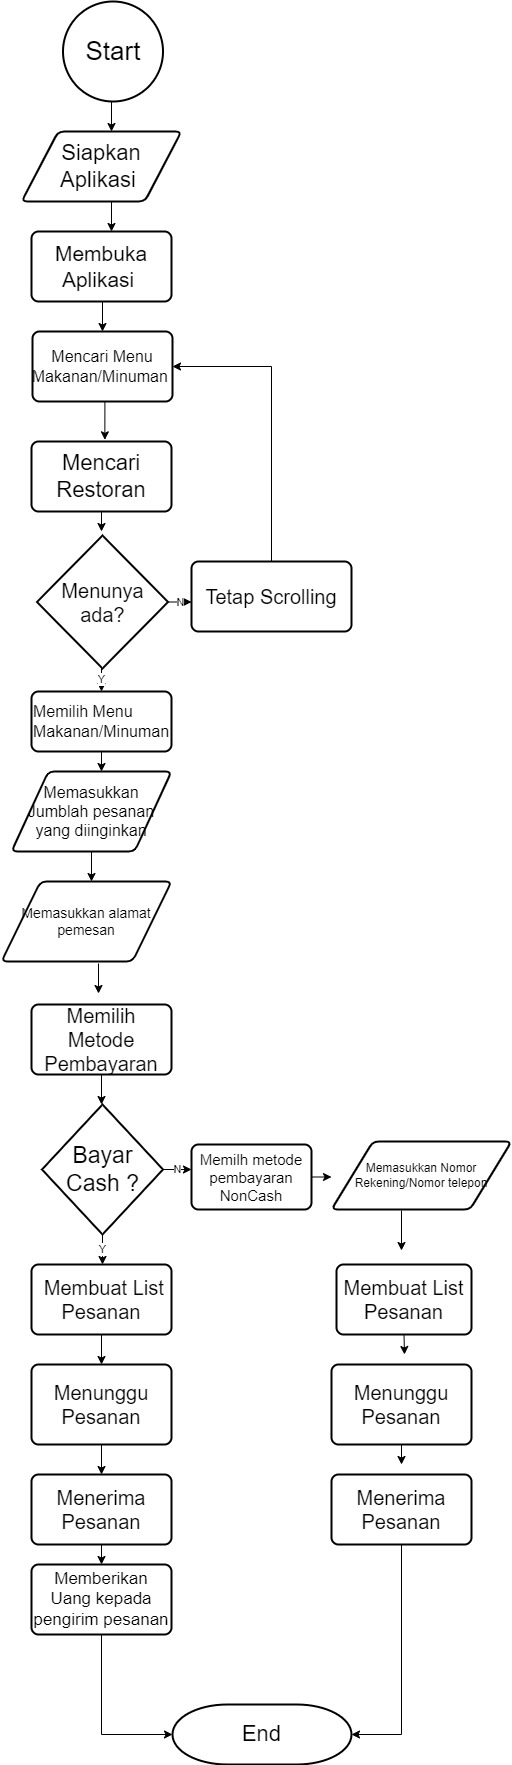 Start
Siapkan
Aplikasi
Membuka
Aplikasi
Mencari Menu
Makanan/Minuman
Mencari
Restoran
Menunya
ada?
N
Tetap Scrolling
Y
Memilih Menu
Makanan/Minuman
Memasukkan
Jumblah pesanan
yang diinginkan
Memasukkan alamat
pemesan
Memilih
Metode
Pembayaran
Bayar
Cash ?
N
Memilh metode
pembayaran
NonCash
Memasukkan Nomor
Rekening/Nomor telepon
Y
Membuat List
Pesanan
Menunggu
Pesanan
Menerima
Pesanan
Memberikan
Uang kepada
pengirim pesanan
Membuat List
Pesanan
Menunggu
Pesanan
Menerima
Pesanan
End